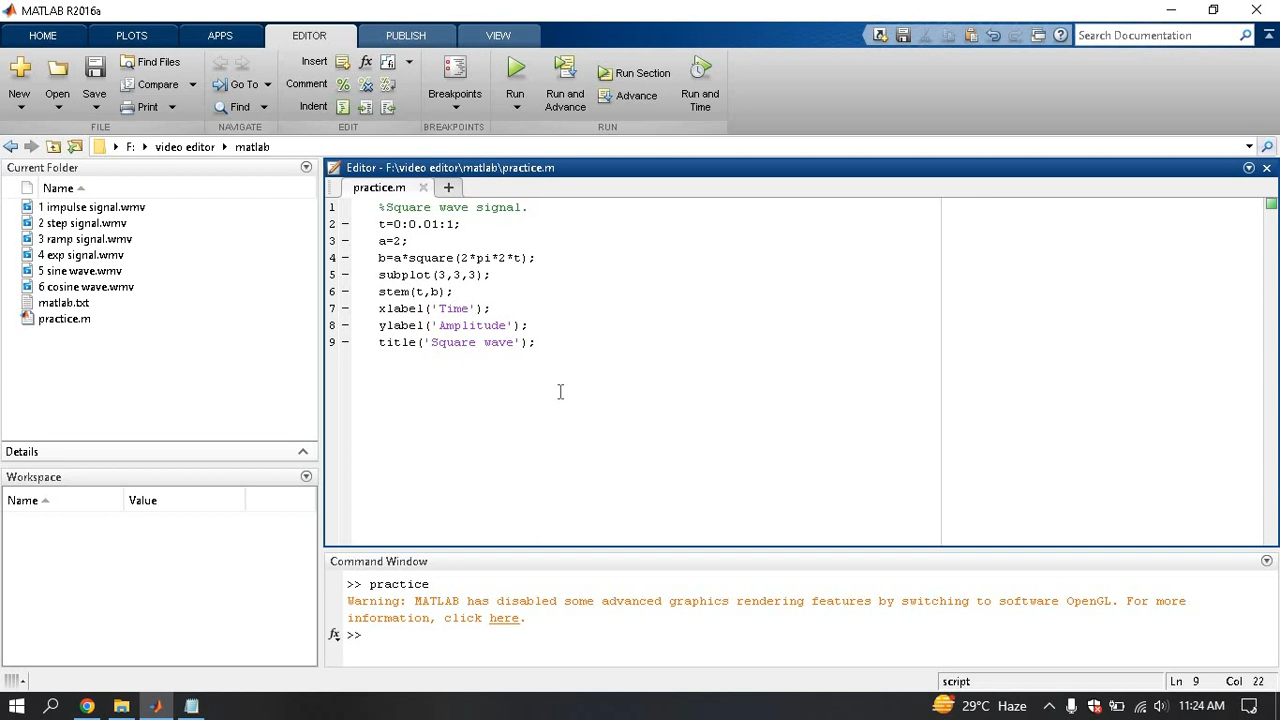 MATLAB R2016a
HOME PLOTS APPS EDITOR PUBLISH VIEW Search Documentation
New Open Save Find Files Compare Print
FILE
Go To Find
NAVIGATE
Insert fx
Comment
Indent
EDIT
Breakpoints
BREAKPOINTS
Run Run and Advance Run Section Advance Run and Time
RUN
F: video editor matlab
Current Folder
Name
1 impulse signal.wmv
2 step signal.wmv
3 ramp signal.wmv
4 exp signal.wmv
5 sine wave.wmv
6 cosine wave.wmv
matlab.txt
practice.m
Details
Workspace
Name Value
Editor - F:\video editor\matlab\practice.m
practice.m
1 %Square wave signal.
2 – t=0:0.01:1;
3 – a=2;
4 – b=a*square(2*pi*2*t);
5 – subplot(3,3,3);
6 – stem(t,b);
7 – xlabel('Time');
8 – ylabel('Amplitude');
9 – title('Square wave');
Command Window
>> practice
Warning: MATLAB has disabled some advanced graphics rendering features by switching to software OpenGL. For more
information, click here.
fx >>
script Ln 9 Col 22
29°C Haze 11:24 AM